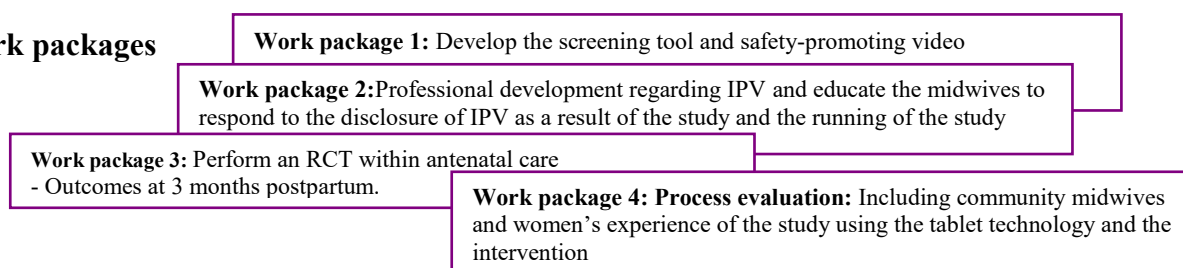 rk packages
Work package 1: Develop the screening tool and safety-promoting video
Work package 2:Professional development regarding IPV and educate the midwives to
respond to the disclosure of IPV as a result of the study and the running of the study
Work package 3: Perform an RCT within antenatal care
- Outcomes at 3 months postpartum.
Work package 4: Process evaluation: Including community midwives
and women's experience of the study using the tablet technology and the
intervention